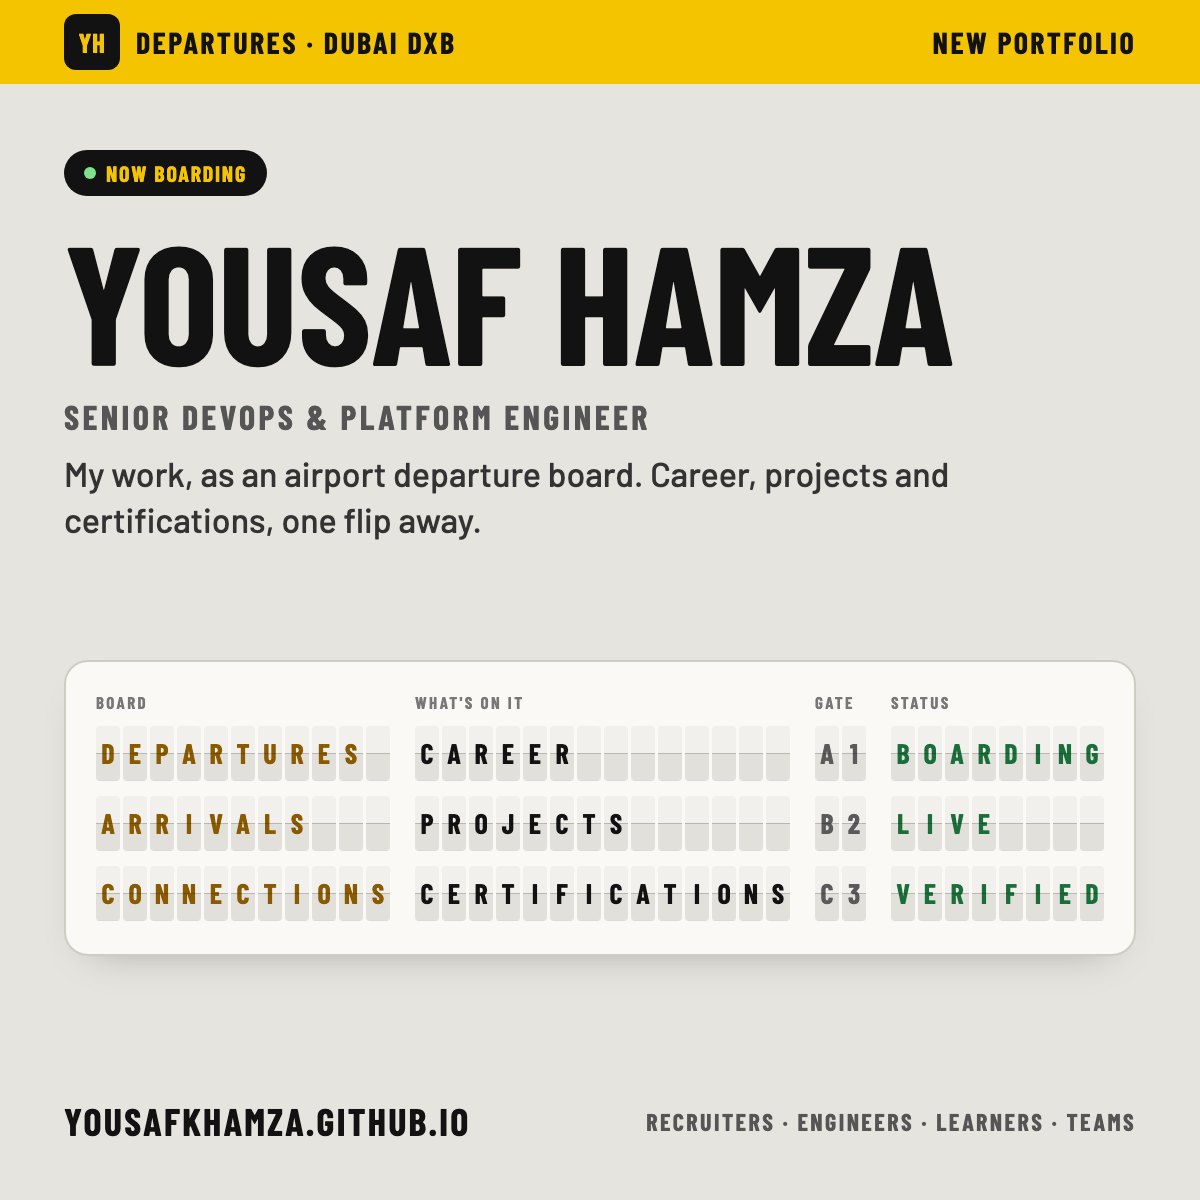 YH DEPARTURES · DUBAI DXB NEW PORTFOLIO
NOW BOARDING
YOUSAF HAMZA
SENIOR DEVOPS & PLATFORM ENGINEER
My work, as an airport departure board. Career, projects and
certifications, one flip away.
BOARD WHAT'S ON IT GATE STATUS
DEPARTURES CAREER A1 BOARDING
ARRIVALS PROJECTS B2 LIVE
CONNECTIONS CERTIFICATIONS C3 VERIFIED
YOUSAFKHAMZA.GITHUB.IO RECRUITERS · ENGINEERS · LEARNERS · TEAMS